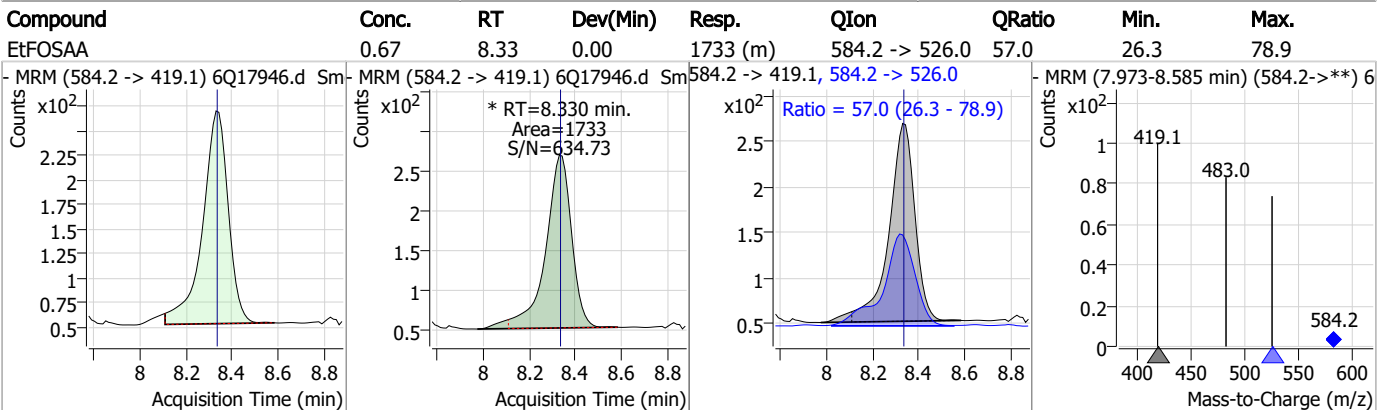 Compound Conc. RT Dev(Min) Resp. QIon QRatio Min. Max.
EtFOSAA 0.67 8.33 0.00 1733 (m) 584.2 -> 526.0 57.0 26.3 78.9
- MRM (584.2 -> 419.1) 6Q17946.d Sm
Counts
x10²
2.25
2
1.75
1.5
1.25
1
0.75
0.5
8 8.2 8.4 8.6 8.8
Acquisition Time (min)
- MRM (584.2 -> 419.1) 6Q17946.d Sm
Counts
x10²
* RT=8.330 min.
Area=1733
S/N=634.73
2.5
2
1.5
1
0.5
8 8.2 8.4 8.6 8.8
Acquisition Time (min)
584.2 -> 419.1, 584.2 -> 526.0
x10²
Ratio = 57.0 (26.3 - 78.9)
2.5
2
1.5
1
0.5
8 8.2 8.4 8.6 8.8
Acquisition Time (min)
- MRM (7.973-8.585 min) (584.2->**) 6
Counts
x10²
419.1
483.0
584.2
1
0.8
0.6
0.4
0.2
0
400 450 500 550 600
Mass-to-Charge (m/z)